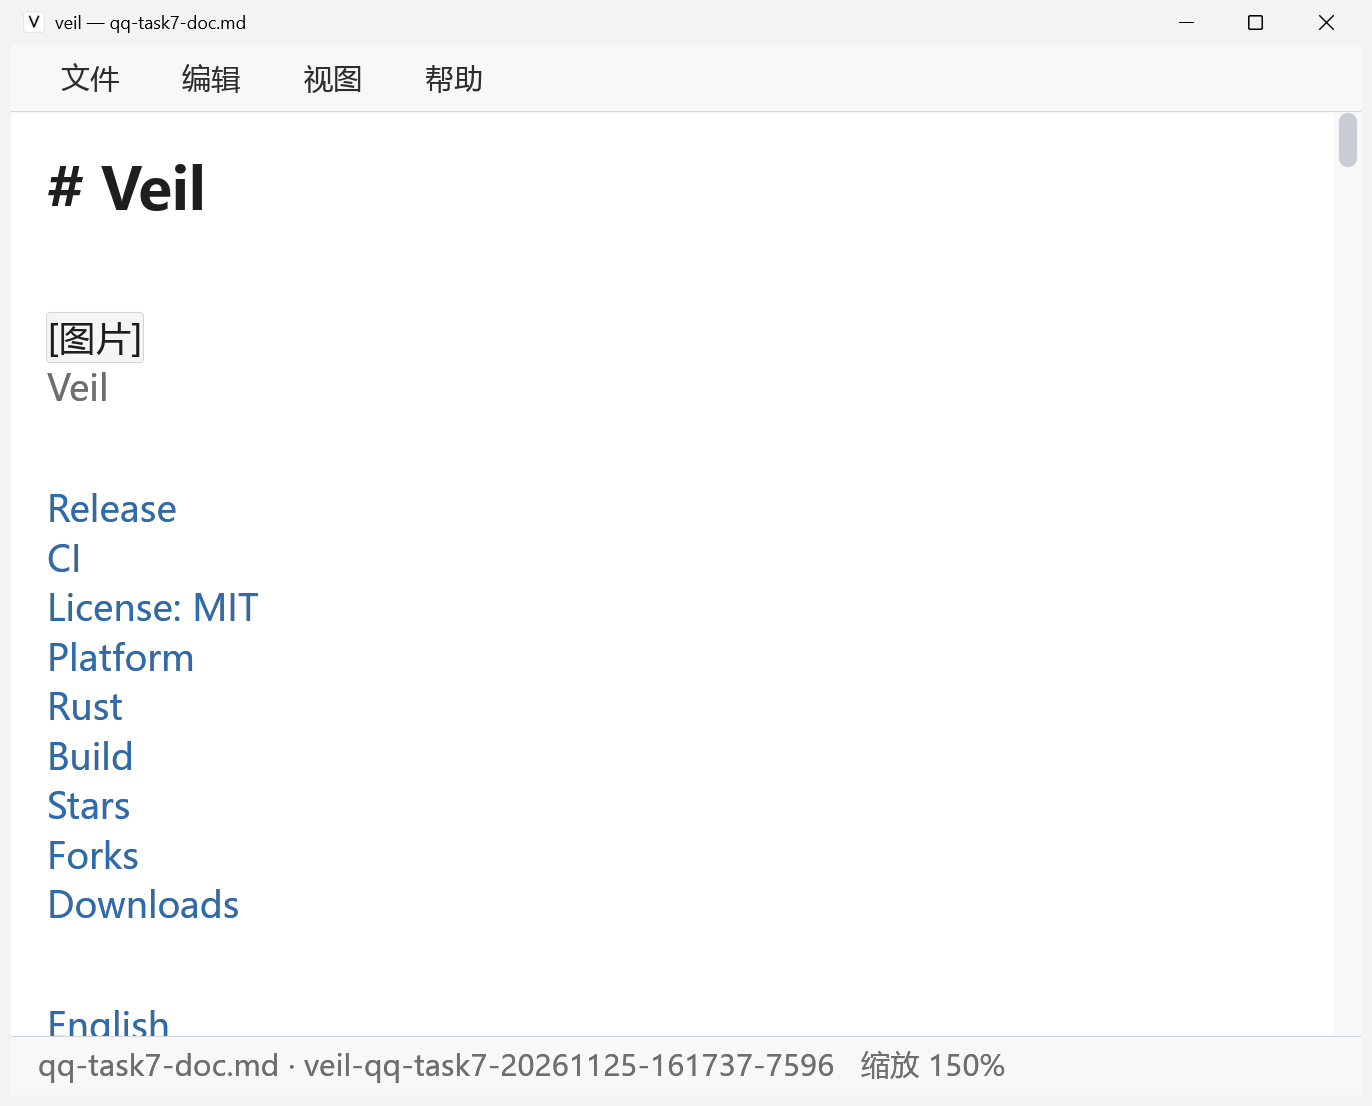 V veil — qq-task7-doc.md
文件 编辑 视图 帮助
# Veil
[图片]
Veil
Release
CI
License: MIT
Platform
Rust
Build
Stars
Forks
Downloads
English
qq-task7-doc.md · veil-qq-task7-20261125-161737-7596 缩放 150%